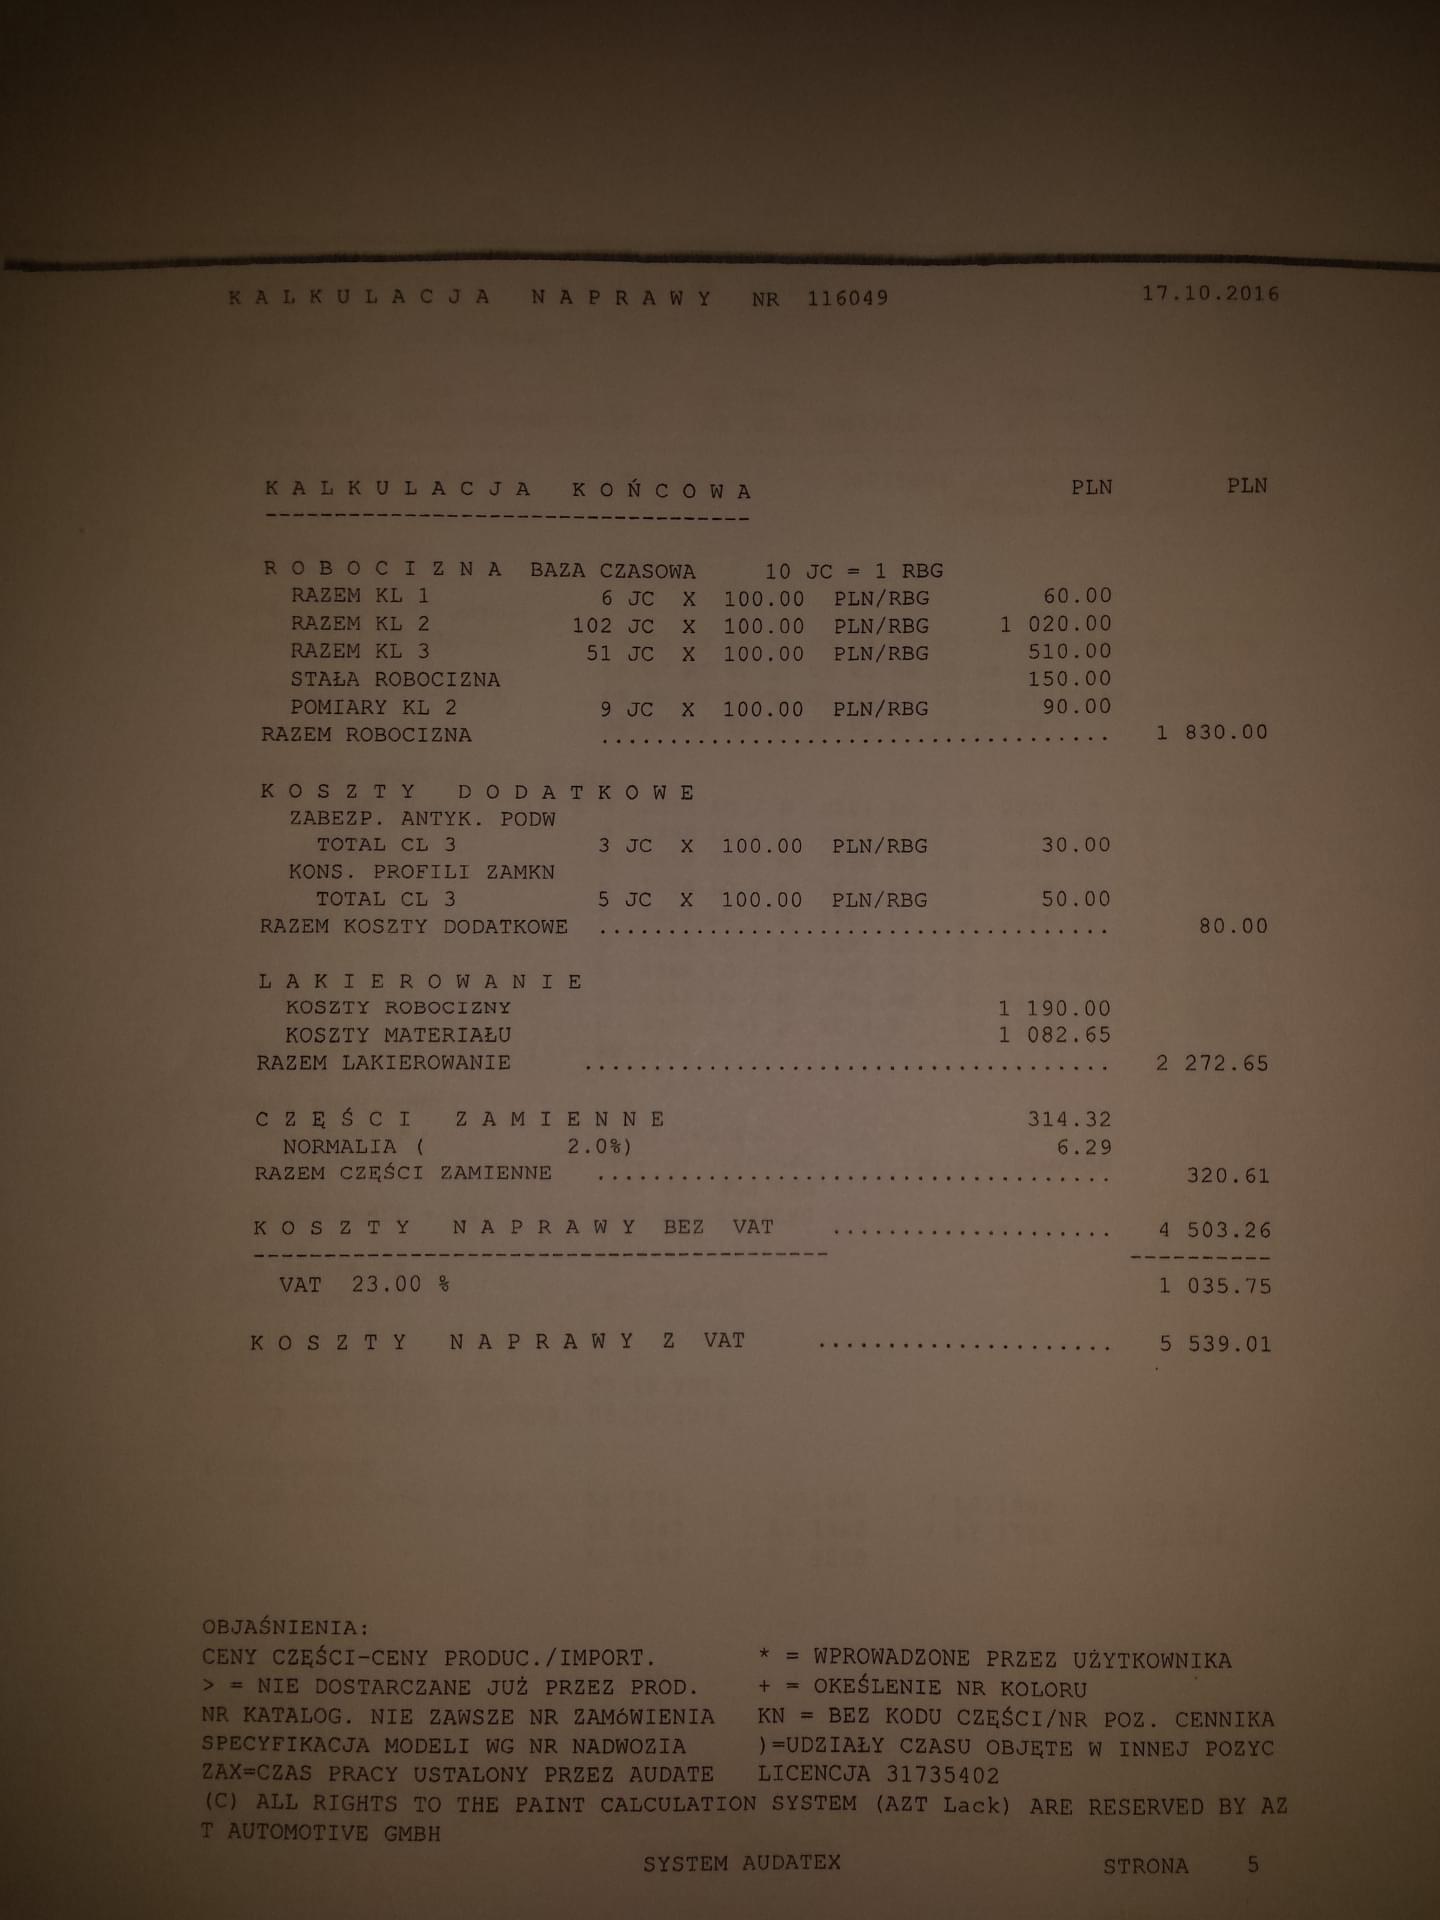 KALKULACJA NAPRAWY NR 116049 17.10.2016
KALKULACJA KOŃCOWA PLN PLN
ROBOCIZNA BAZA CZASOWA 10 JC = 1 RBG
RAZEM KL 1 6 JC X 100.00 PLN/RBG 60.00
RAZEM KL 2 102 JC X 100.00 PLN/RBG 1 020.00
RAZEM KL 3 51 JC X 100.00 PLN/RBG 510.00
STAŁA ROBOCIZNA 150.00
POMIARY KL 2 9 JC X 100.00 PLN/RBG 90.00
RAZEM ROBOCIZNA ..................................... 1 830.00
KOSZTY DODATKOWE
ZABEZP. ANTYK. PODW
TOTAL CL 3 3 JC X 100.00 PLN/RBG 30.00
KONS. PROFILI ZAMKN
TOTAL CL 3 5 JC X 100.00 PLN/RBG 50.00
RAZEM KOSZTY DODATKOWE ..................................... 80.00
LAKIEROWANIE
KOSZTY ROBOCIZNY 1 190.00
KOSZTY MATERIAŁU 1 082.65
RAZEM LAKIEROWANIE ...................................... 2 272.65
CZĘŚCI ZAMIENNE 314.32
NORMALIA ( 2.0%) 6.29
RAZEM CZĘŚCI ZAMIENNE ..................................... 320.61
KOSZTY NAPRAWY BEZ VAT .................... 4 503.26
VAT 23.00 % 1 035.75
KOSZTY NAPRAWY Z VAT ..................... 5 539.01
OBJAŚNIENIA:
CENY CZĘŚCI-CENY PRODUC./IMPORT. * = WPROWADZONE PRZEZ UŻYTKOWNIKA
> = NIE DOSTARCZANE JUŻ PRZEZ PROD. + = OKEŚLENIE NR KOLORU
NR KATALOG. NIE ZAWSZE NR ZAMóWIENIA KN = BEZ KODU CZĘŚCI/NR POZ. CENNIKA
SPECYFIKACJA MODELI WG NR NADWOZIA )=UDZIAŁY CZASU OBJĘTE W INNEJ POZYC
ZAX=CZAS PRACY USTALONY PRZEZ AUDATE LICENCJA 31735402
(C) ALL RIGHTS TO THE PAINT CALCULATION SYSTEM (AZT Lack) ARE RESERVED BY AZ
T AUTOMOTIVE GMBH
SYSTEM AUDATEX STRONA 5